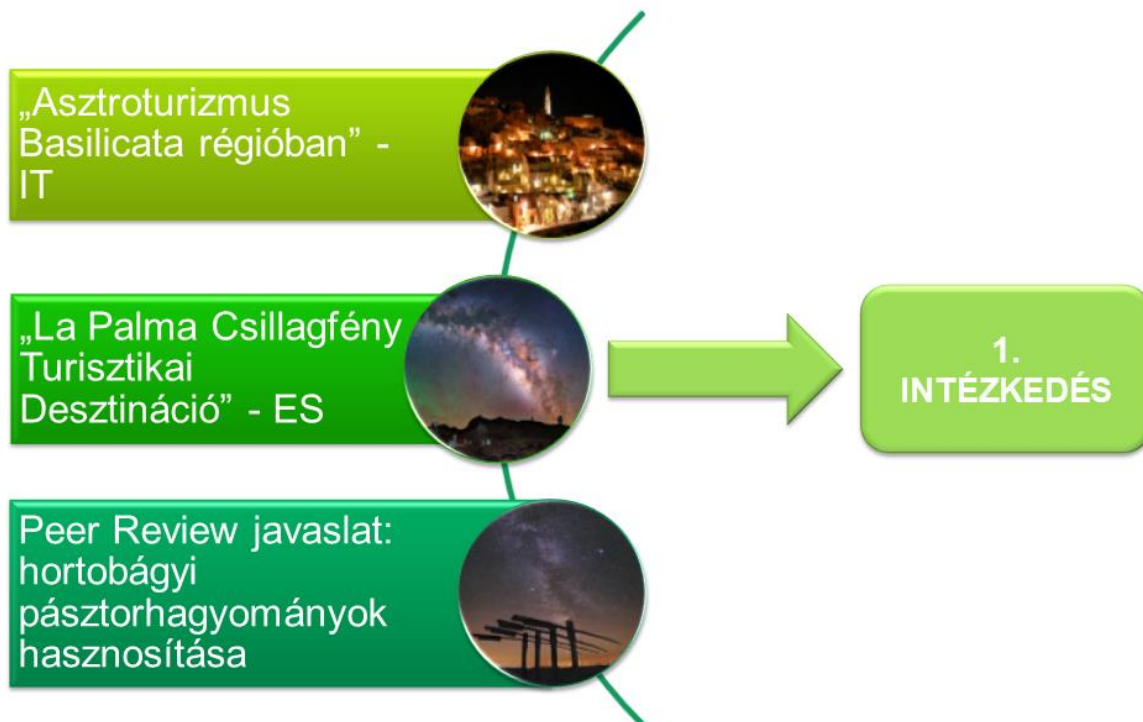 „Asztroturizmus
Basilicata régióban” -
IT
„La Palma Csillagfény
Turisztikai
Desztináció” - ES
Peer Review javaslat:
hortobágyi
pásztorhagyományok
hasznosítása
1.
INTÉZKEDÉS